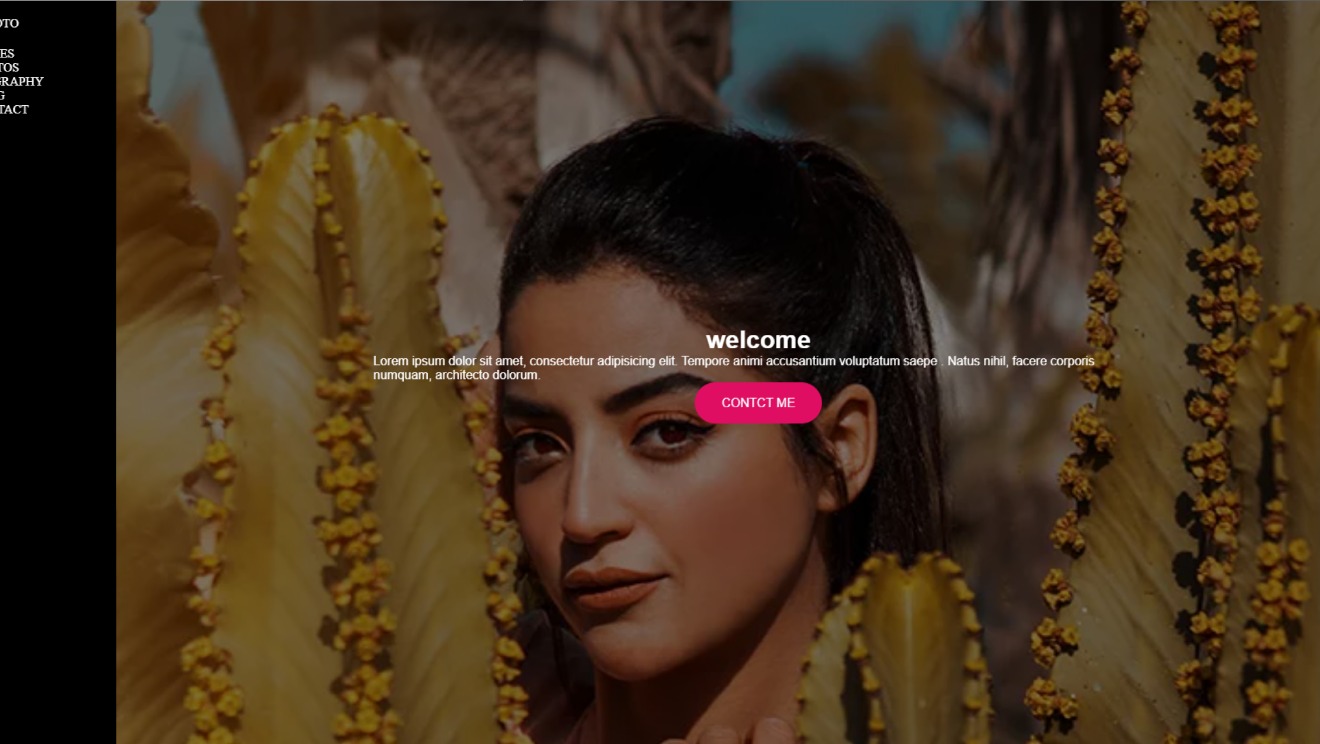 OTO
ES
TOS
GRAPHY
G
TACT
welcome
Lorem ipsum dolor sit amet, consectetur adipisicing elit. Tempore animi accusantium voluptatum saepe . Natus nihil, facere corporis
numquam, architecto dolorum.
CONTCT ME